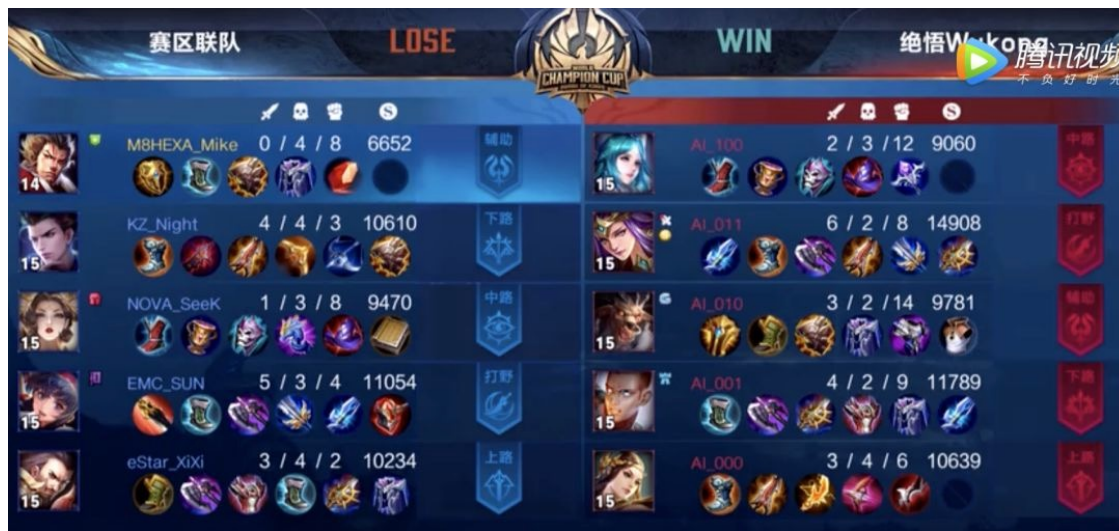 赛区联队 LOSE WIN 绝悟Wukong
腾讯视频
不负好时光
CHAMPION CUP
S S
14 M8HEXA_Mike 0 / 4 / 8 6652 辅助 15 AI_100 2 / 3 / 12 9060 中路
15 KZ_Night 4 / 4 / 3 10610 下路 15 AI_011 6 / 2 / 8 14908 打野
15 NOVA_SeeK 1 / 3 / 8 9470 中路 15 AI_010 3 / 2 / 14 9781 辅助
15 EMC_SUN 5 / 3 / 4 11054 打野 15 AI_001 4 / 2 / 9 11789 下路
15 eStar_XiXi 3 / 4 / 2 10234 上路 15 AI_000 3 / 4 / 6 10639 上路